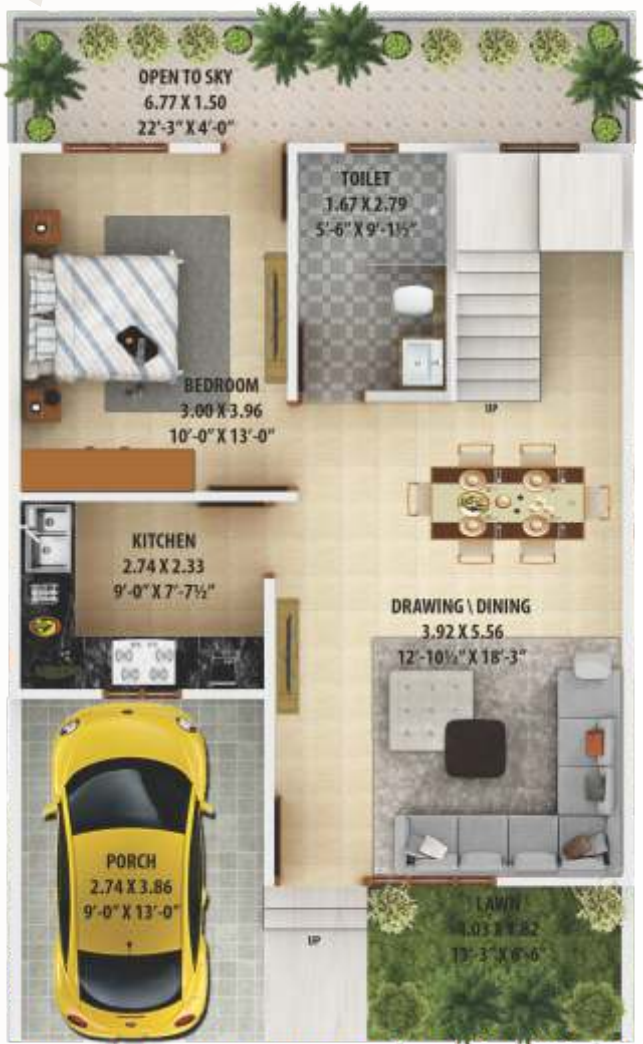 OPEN TO SKY
6.77 X 1.50
22'-3" X 4'-0"
TOILET
1.67 X 2.79
5'-6" X 9'-1½"
BEDROOM
3.00 X 3.96
10'-0" X 13'-0"
UP
KITCHEN
2.74 X 2.33
9'-0" X 7'-7½"
DRAWING \ DINING
3.92 X 5.56
12'-10½" X 18'-3"
PORCH
2.74 X 3.86
9'-0" X 13'-0"
UP
LAWN